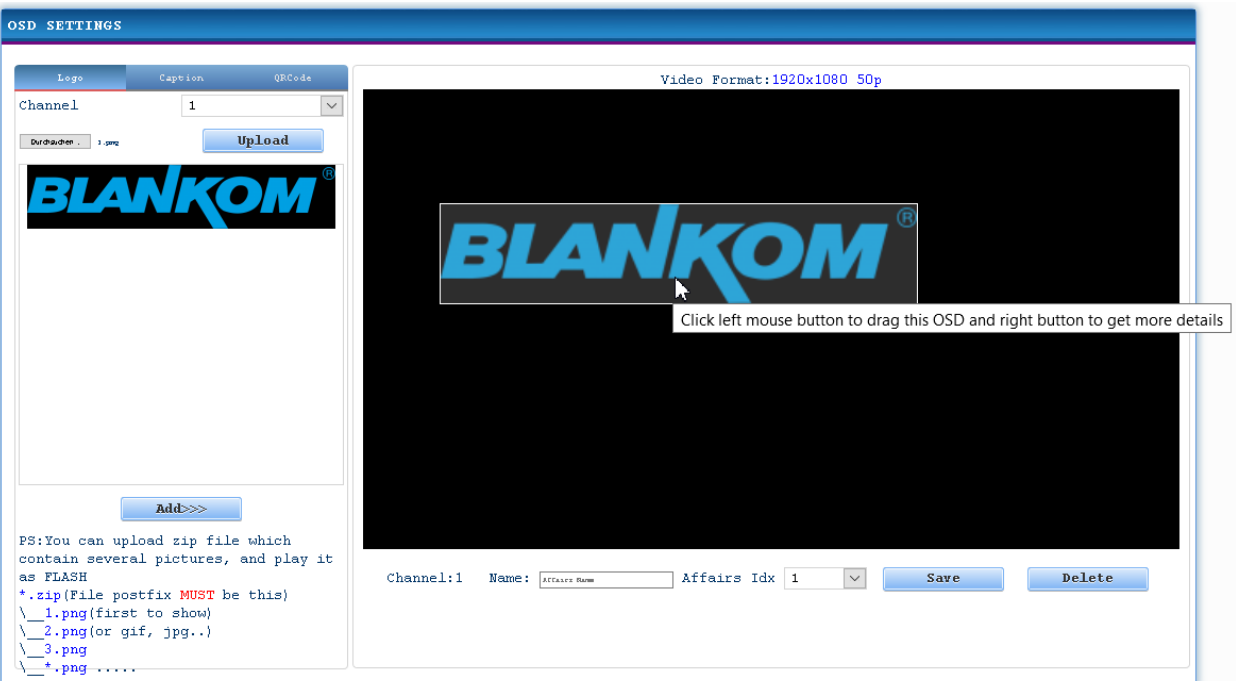 OSD SETTINGS
Logo Caption QRCode
Channel 1
Durchsuchen . 1.png Upload
BLANKOM®
Add>>>
PS:You can upload zip file which
contain several pictures, and play it
as FLASH
*.zip(File postfix MUST be this)
\__1.png(first to show)
\__2.png(or gif, jpg..)
\__3.png
\__*.png .....
Video Format:1920x1080 50p
BLANKOM®
Click left mouse button to drag this OSD and right button to get more details
Channel:1 Name: Affairs Name Affairs Idx 1 Save Delete